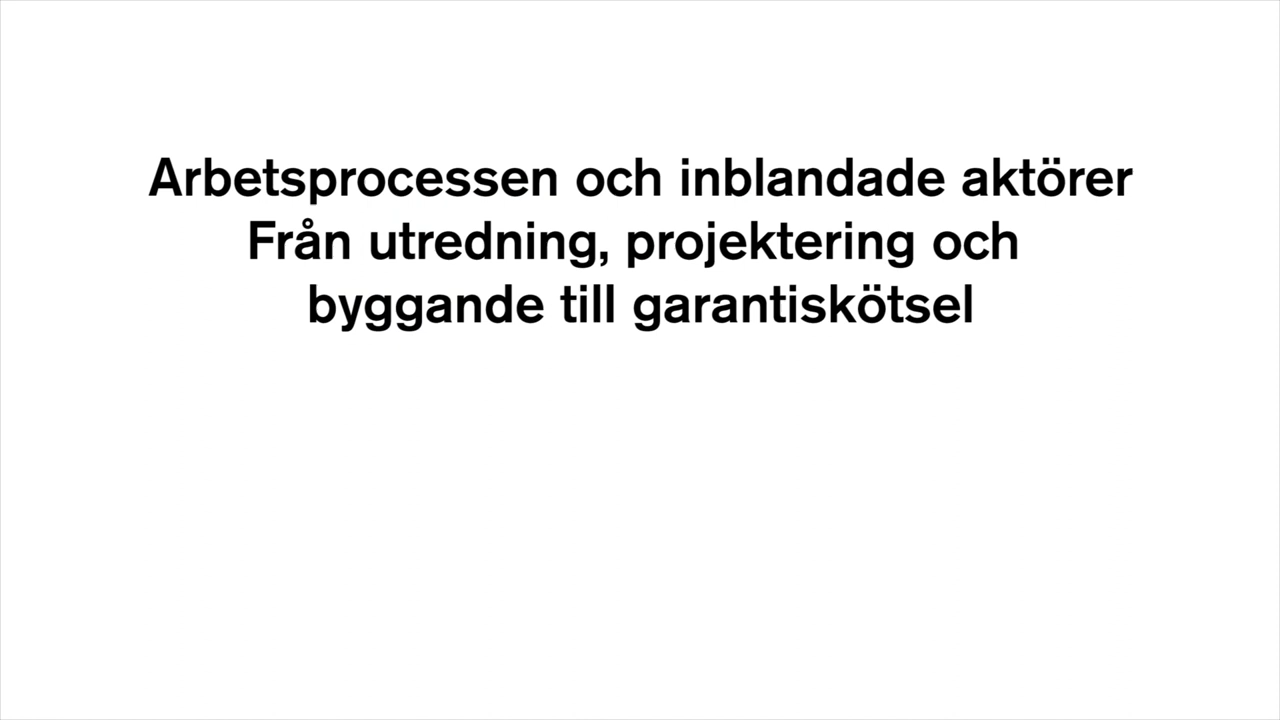 Arbetsprocessen och inblandade aktörer
Från utredning, projektering och
byggande till garantiskötsel